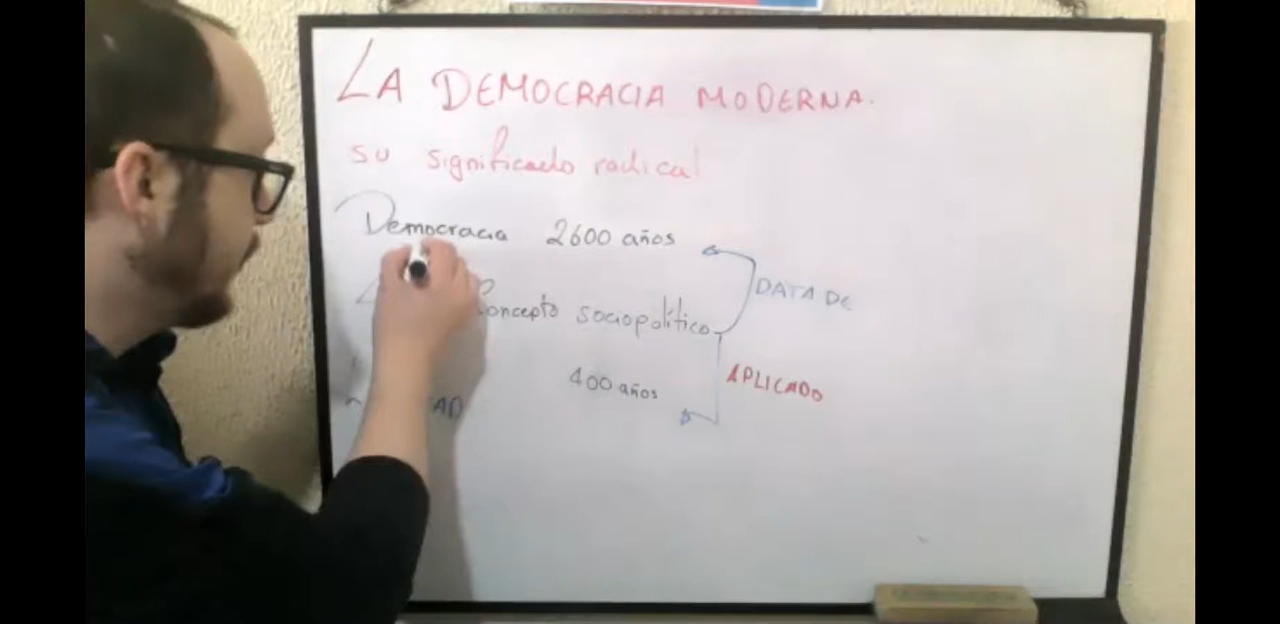 LA DEMOCRACIA MODERNA.
su significado radical
Democracia 2600 años
DATA DE
concepto sociopolítico
APLICADO
400 años